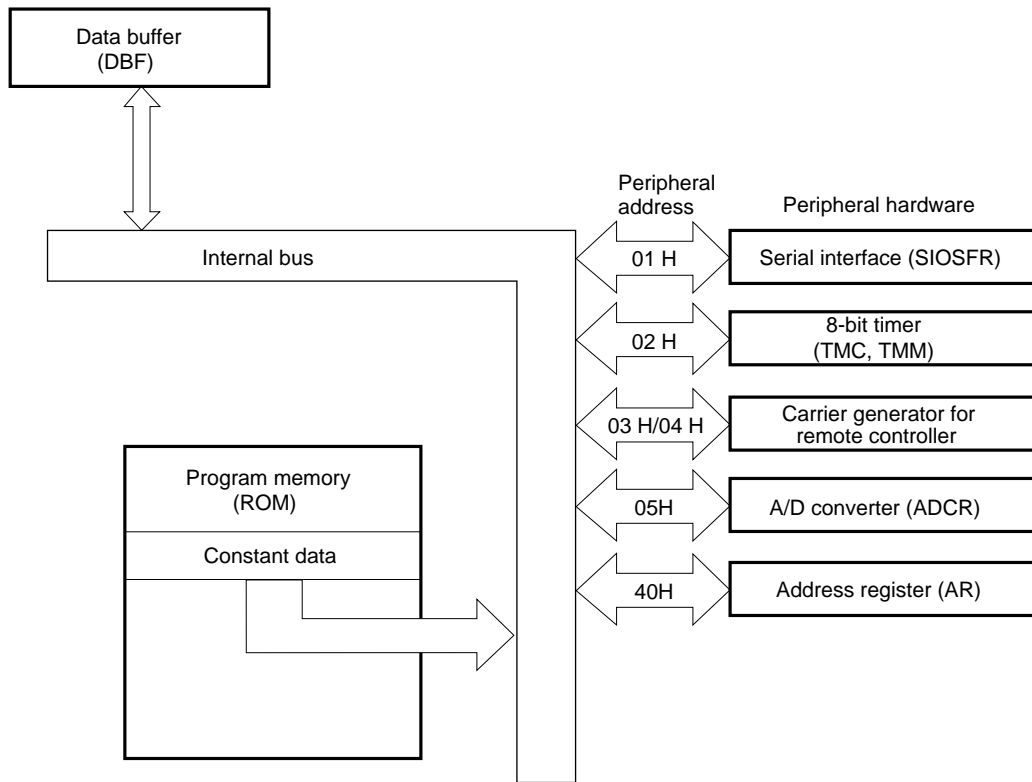 Data buffer
(DBF)
Internal bus
Peripheral
address
Peripheral hardware
01 H
Serial interface (SIOSFR)
02 H
8-bit timer
(TMC, TMM)
03 H/04 H
Carrier generator for
remote controller
05H
A/D converter (ADCR)
40H
Address register (AR)
Program memory
(ROM)
Constant data